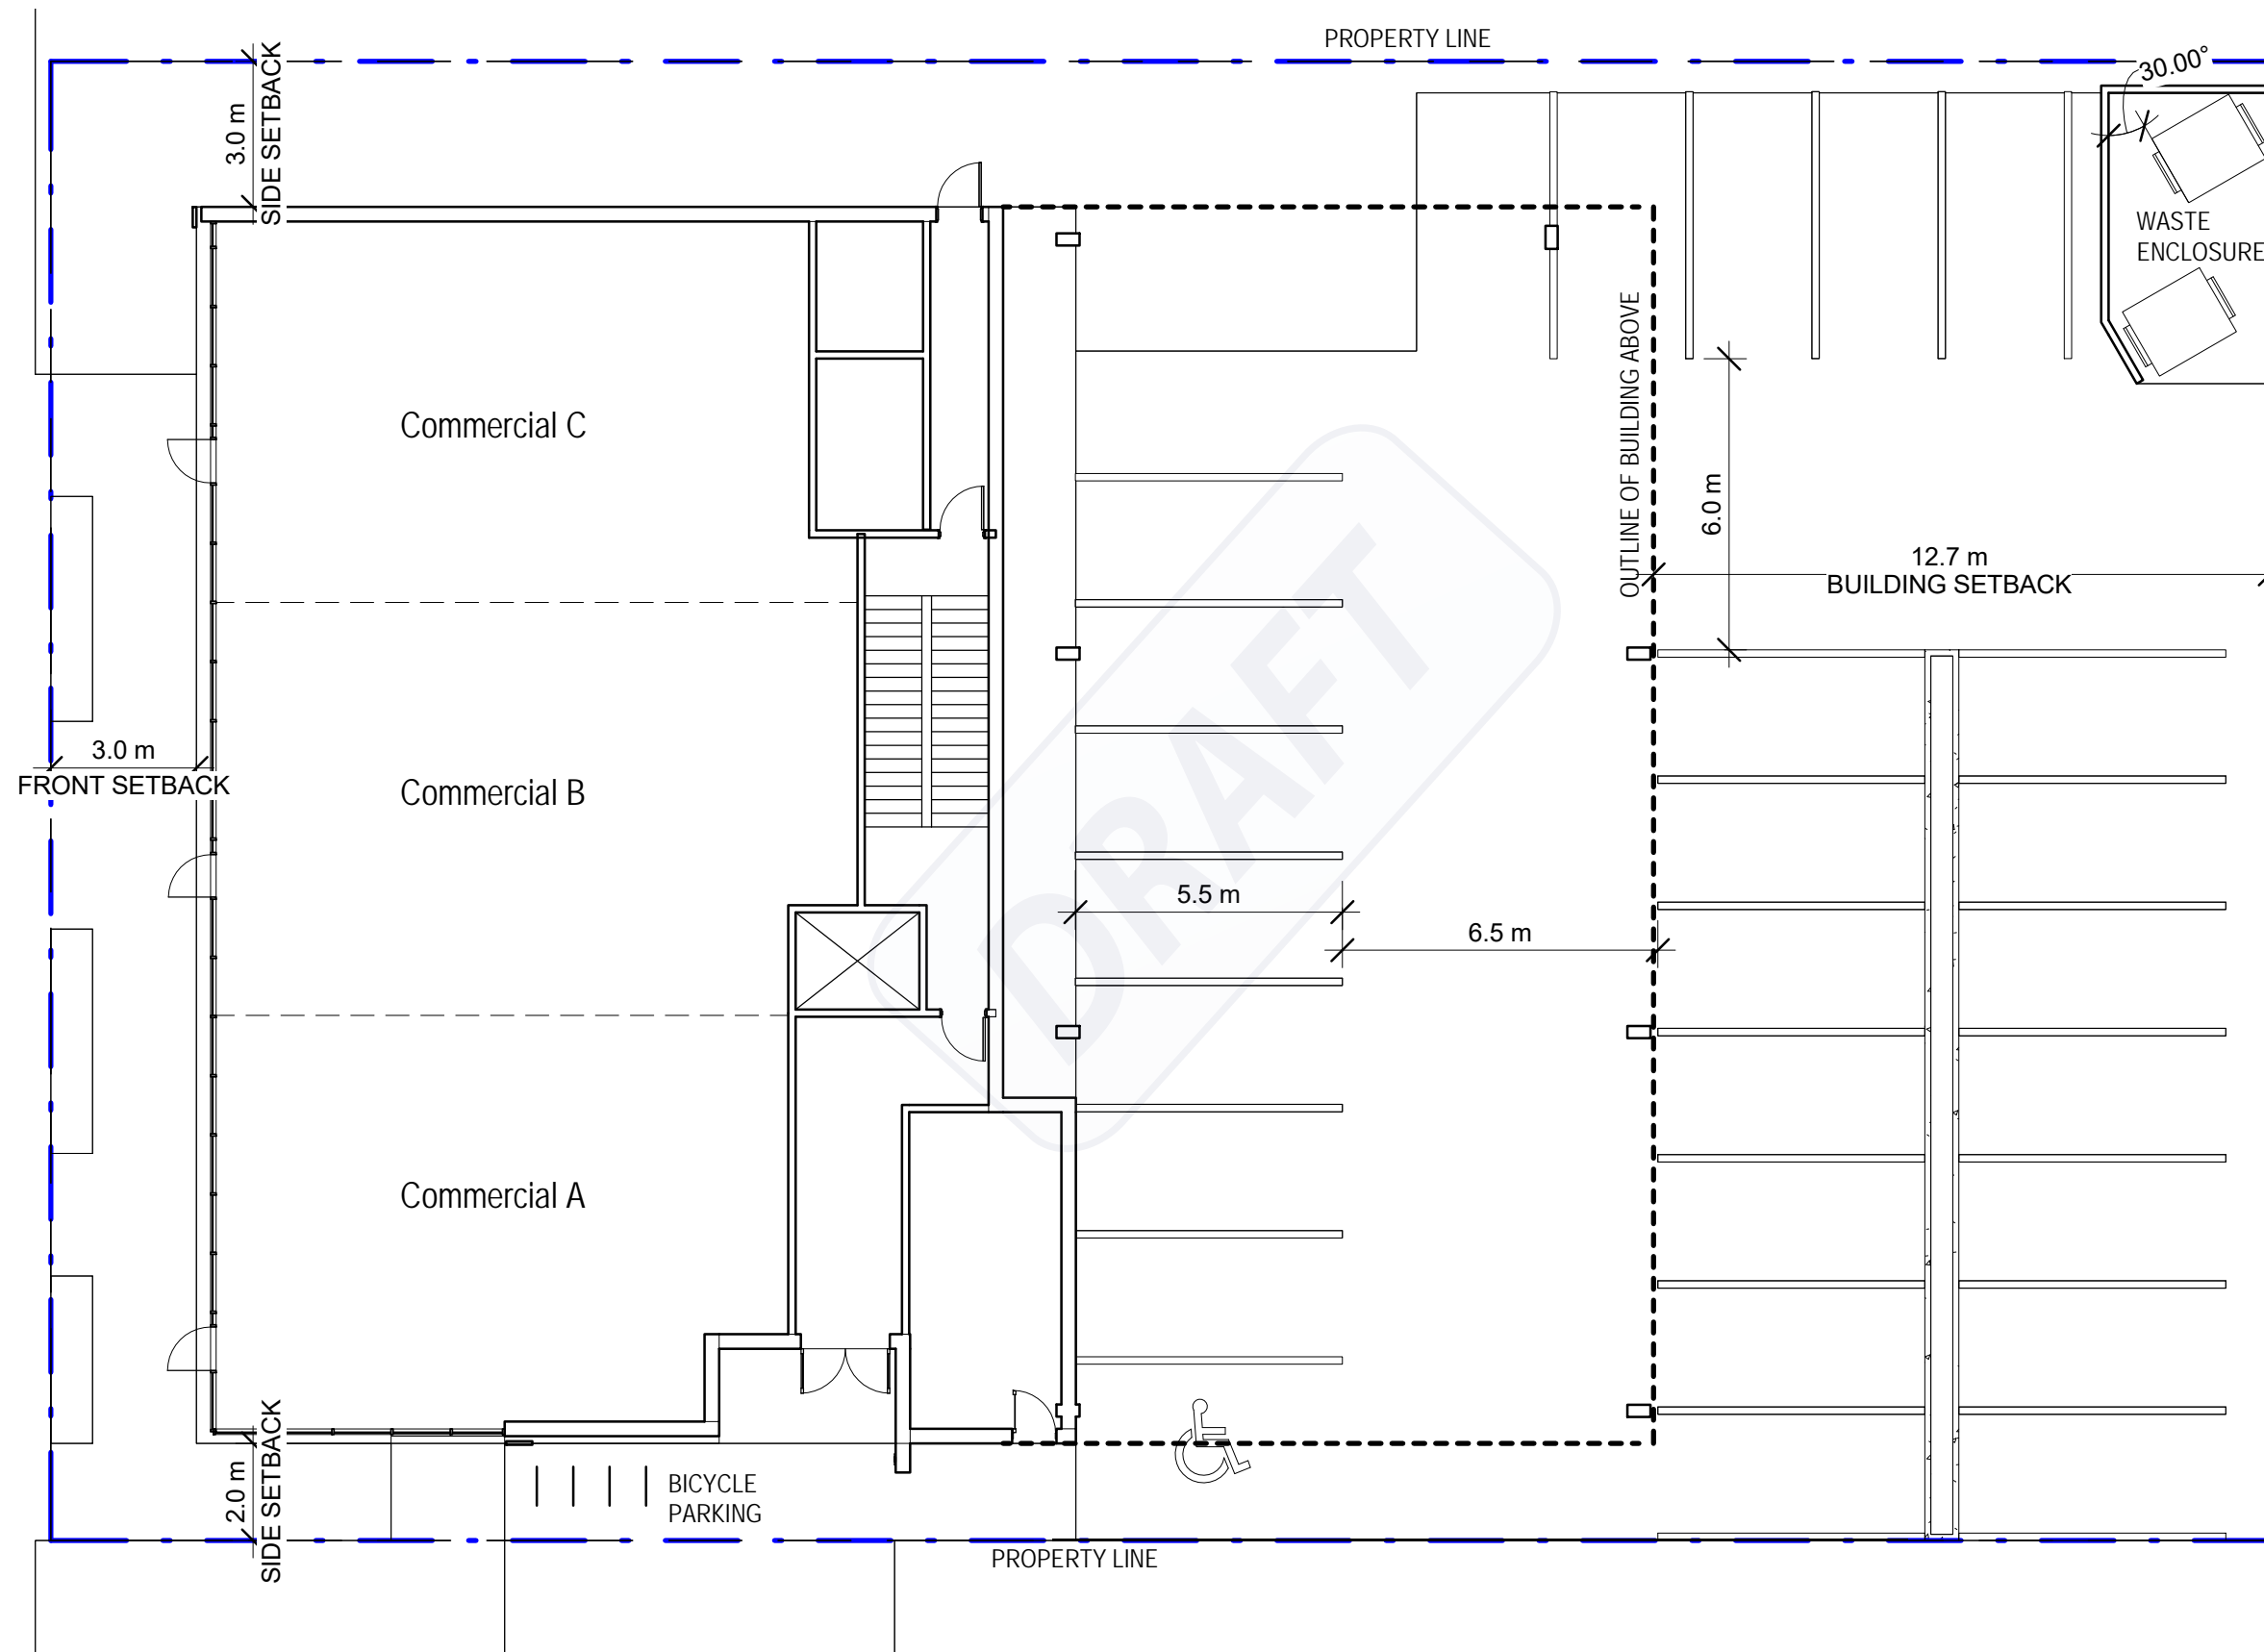 PROPERTY LINE
30.00°
3.0 m
SIDE SETBACK
WASTE
ENCLOSURE
OUTLINE OF BUILDING ABOVE
Commercial C
6.0 m
12.7 m
BUILDING SETBACK
DRAFT
3.0 m
FRONT SETBACK
Commercial B
5.5 m
6.5 m
Commercial A
2.0 m
SIDE SETBACK
BICYCLE
PARKING
PROPERTY LINE